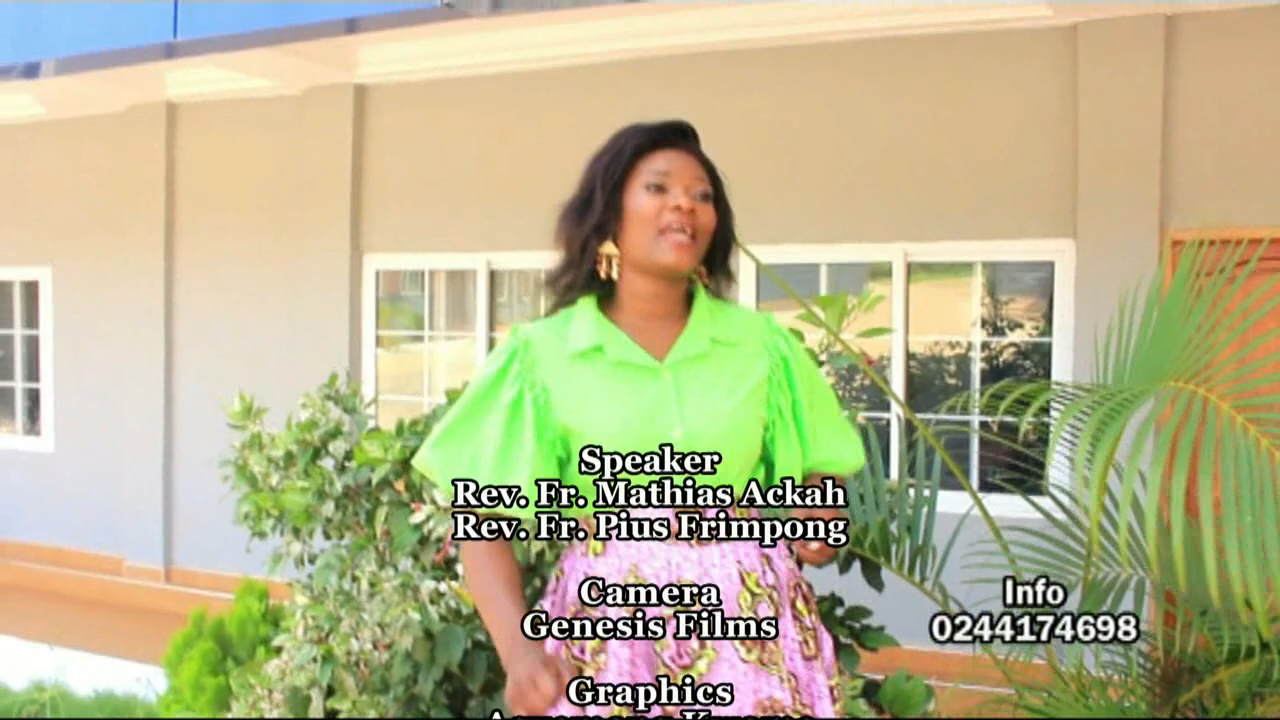 Speaker
Rev. Fr. Mathias Ackah
Rev. Fr. Pius Frimpong
Camera
Genesis Films
Info
0244174698
Graphics